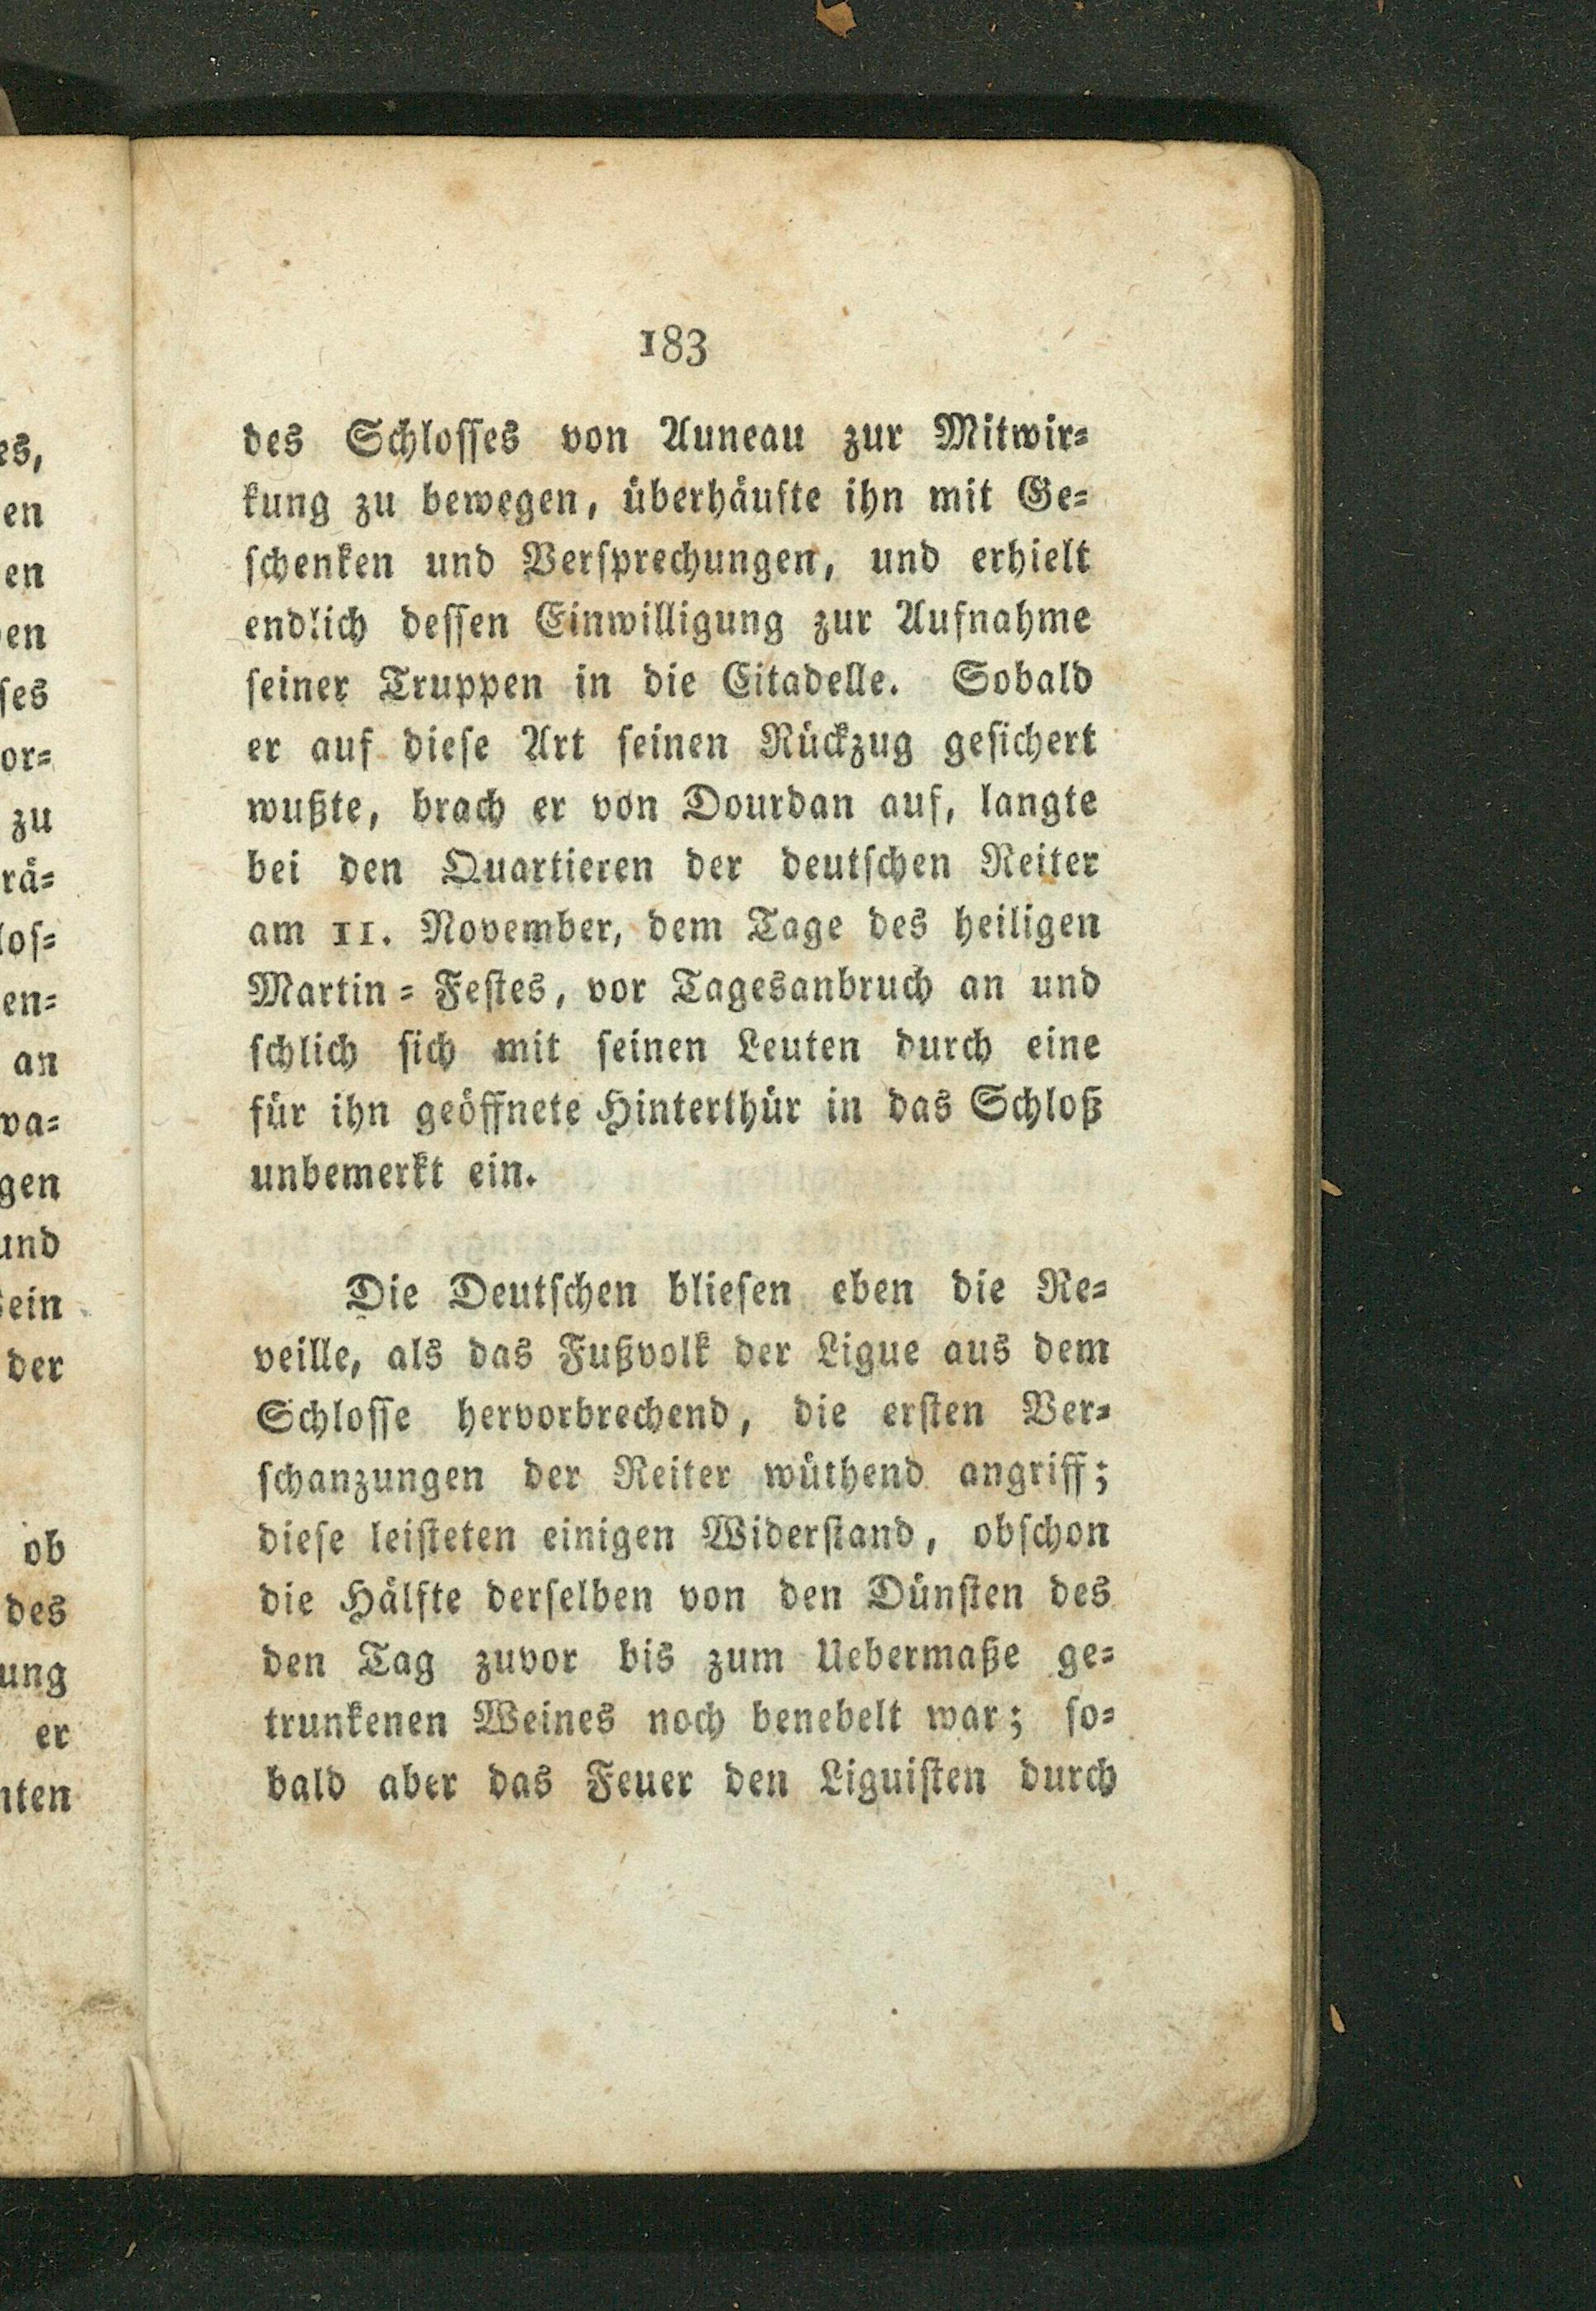 183
des Schlosses von Auneau zur Mitwir=
kung zu bewegen, überhäufte ihn mit Ge=
schenken und Versprechungen, und erhielt
endlich dessen Einwilligung zur Aufnahme
seiner Truppen in die Citadelle. Sobald
er auf diese Art seinen Rückzug gesichert
wußte, brach er von Dourdan auf, langte
bei den Quartieren der deutschen Reiter
am 11. November, dem Tage des heiligen
Martin = Festes, vor Tagesanbruch an und
schlich sich mit seinen Leuten durch eine
für ihn geöffnete Hinterthür in das Schloß
unbemerkt ein.
Die Deutschen bliesen eben die Re=
veille, als das Fußvolk der Ligue aus dem
Schlosse hervorbrechend, die ersten Ver=
schanzungen der Reiter wüthend angriff;
diese leisteten einigen Widerstand, obschon
die Hälfte derselben von den Dünsten des
den Tag zuvor bis zum Uebermaße ge=
trunkenen Weines noch benebelt war; so=
bald aber das Feuer den Liguisten durch